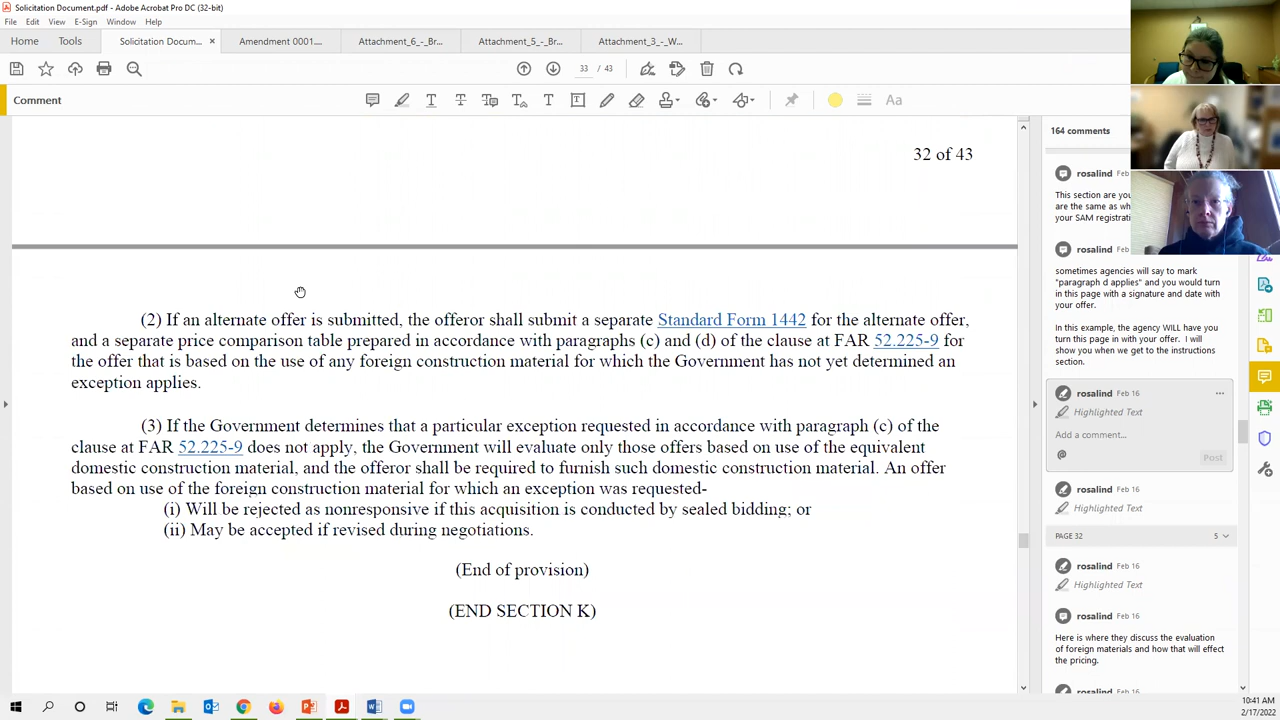 Solicitation Document.pdf - Adobe Acrobat Pro DC (32-bit)
File Edit View E-Sign Window Help
Home Tools Solicitation Docum... × Amendment 0001.... Attachment_6_-_Br... Attachment_5_-_Br... Attachment_3_-_W...
33 / 43
Comment
Aa
32 of 43
(2) If an alternate offer is submitted, the offeror shall submit a separate Standard Form 1442 for the alternate offer,
and a separate price comparison table prepared in accordance with paragraphs (c) and (d) of the clause at FAR 52.225-9 for
the offer that is based on the use of any foreign construction material for which the Government has not yet determined an
exception applies.
(3) If the Government determines that a particular exception requested in accordance with paragraph (c) of the
clause at FAR 52.225-9 does not apply, the Government will evaluate only those offers based on use of the equivalent
domestic construction material, and the offeror shall be required to furnish such domestic construction material. An offer
based on use of the foreign construction material for which an exception was requested-
(i) Will be rejected as nonresponsive if this acquisition is conducted by sealed bidding; or
(ii) May be accepted if revised during negotiations.
(End of provision)
(END SECTION K)
164 comments
rosalind Feb
This section are
are the same as
your SAM
rosalind Feb
sometimes agencies will say to mark
"paragraph d applies" and you would turn
in this page with a signature and date with
your offer.
In this example, the agency WILL have you
turn this page in with your offer. I will
show you when we get to the instructions
section.
rosalind Feb 16 ...
Highlighted Text
Add a comment...
Post
rosalind Feb 16
Highlighted Text
PAGE 32 5
rosalind Feb 16
Highlighted Text
rosalind Feb 16
Here is where they discuss the evaluation
of foreign materials and how that will effect
the pricing.
rosalind Feb 16
10:41 AM
2/17/2022